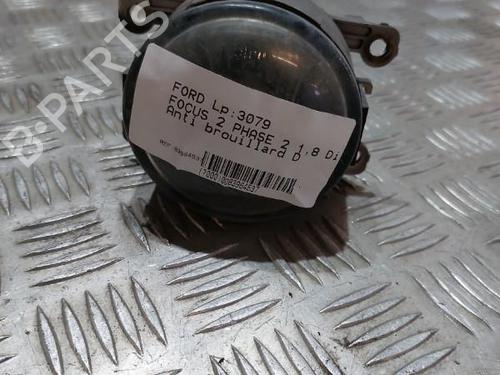 B-PARTS
FORD Lp:3079
FOCUS 2 PHASE 2 1.8 Di
Anti brouillard D